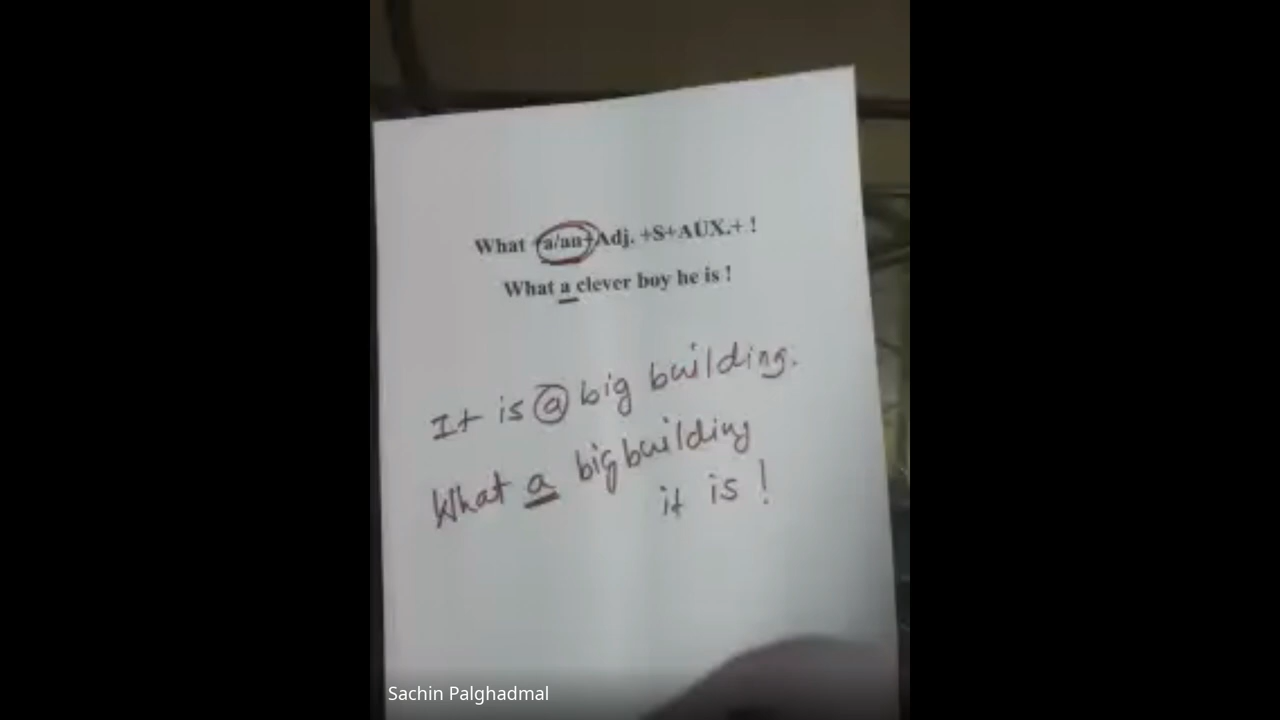 What +a/an+Adj. +S+AUX.+ !
What a clever boy he is !
It is a big building.
What a big building
it is !
Sachin Palghadmal